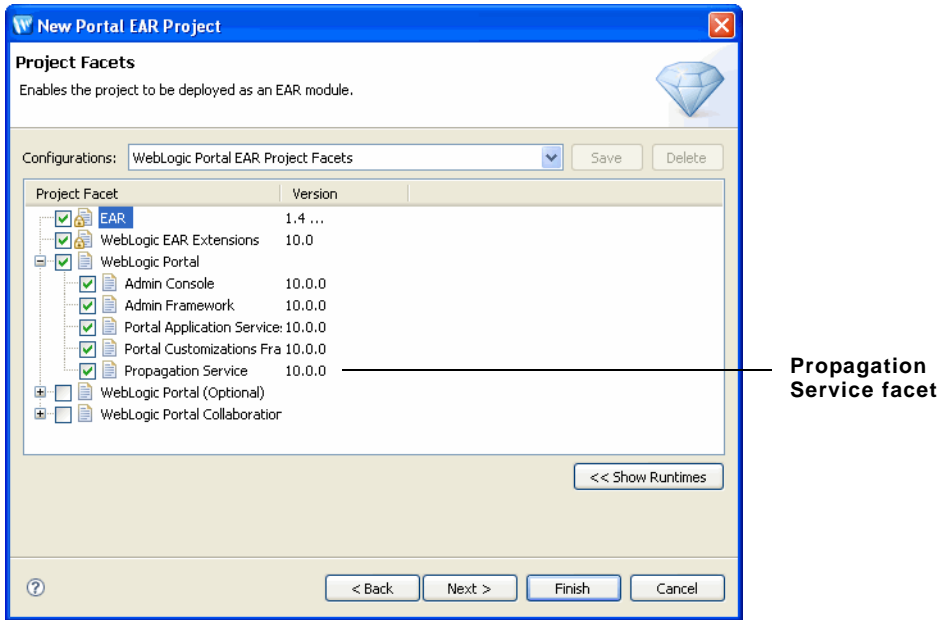 New Portal EAR Project
Project Facets
Enables the project to be deployed as an EAR module.
Configurations: WebLogic Portal EAR Project Facets Save Delete
Project Facet Version
EAR 1.4 ...
WebLogic EAR Extensions 10.0
WebLogic Portal
Admin Console 10.0.0
Admin Framework 10.0.0
Portal Application Service: 10.0.0
Portal Customizations Fra 10.0.0
Propagation Service 10.0.0
WebLogic Portal (Optional)
WebLogic Portal Collaboration
Propagation
Service facet
<< Show Runtimes
? < Back Next > Finish Cancel